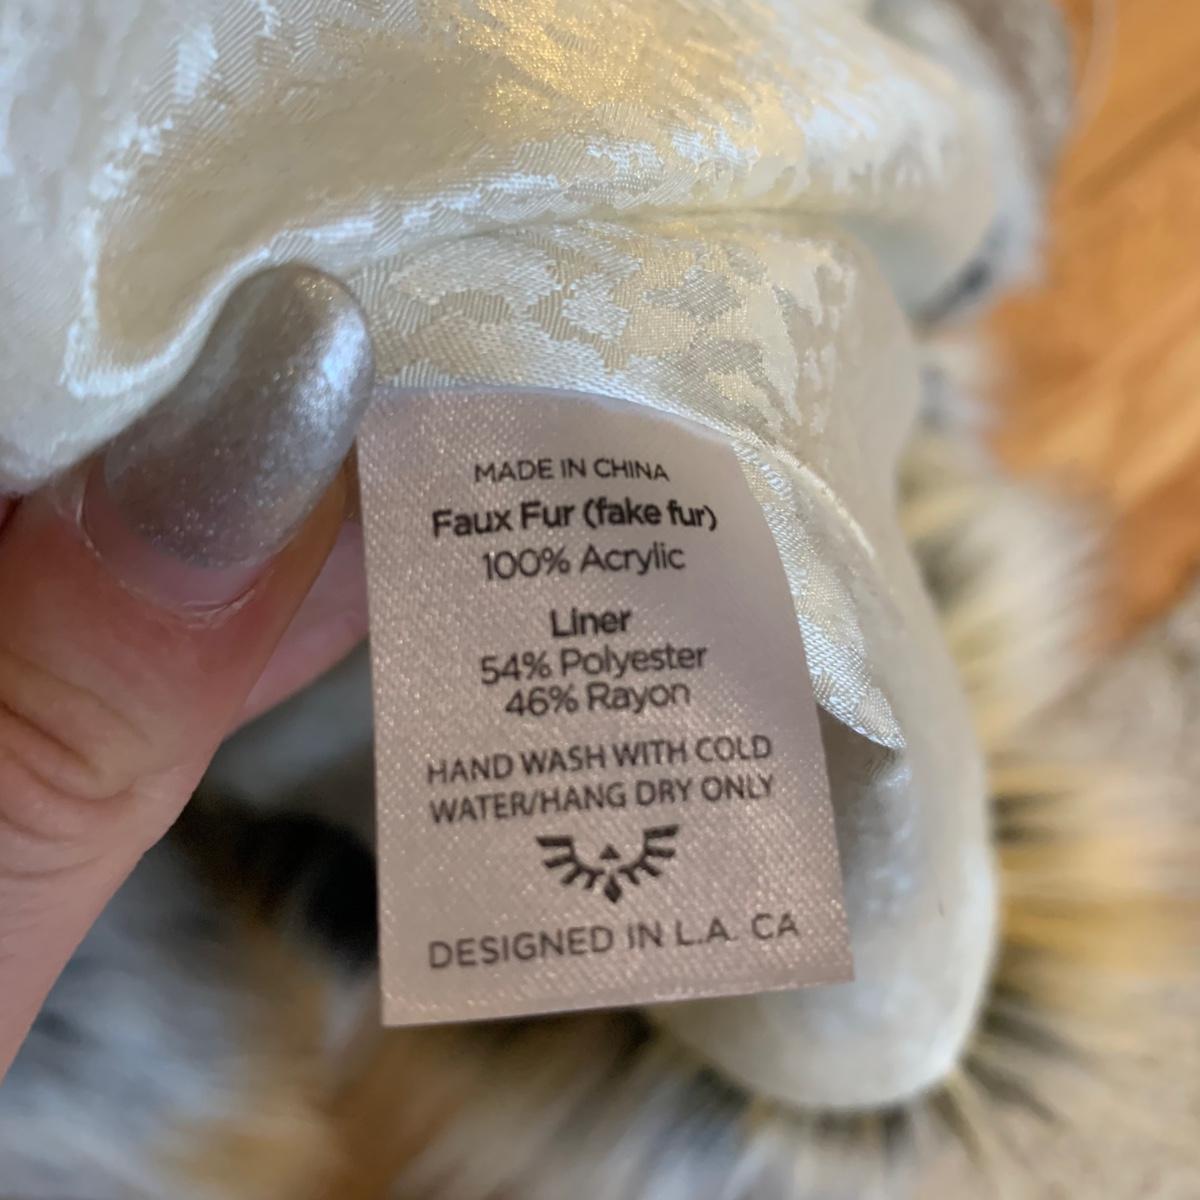 MADE IN CHINA
Faux Fur (fake fur)
100% Acrylic
Liner
54% Polyester
46% Rayon
HAND WASH WITH COLD
WATER/HANG DRY ONLY
DESIGNED IN L.A. CA